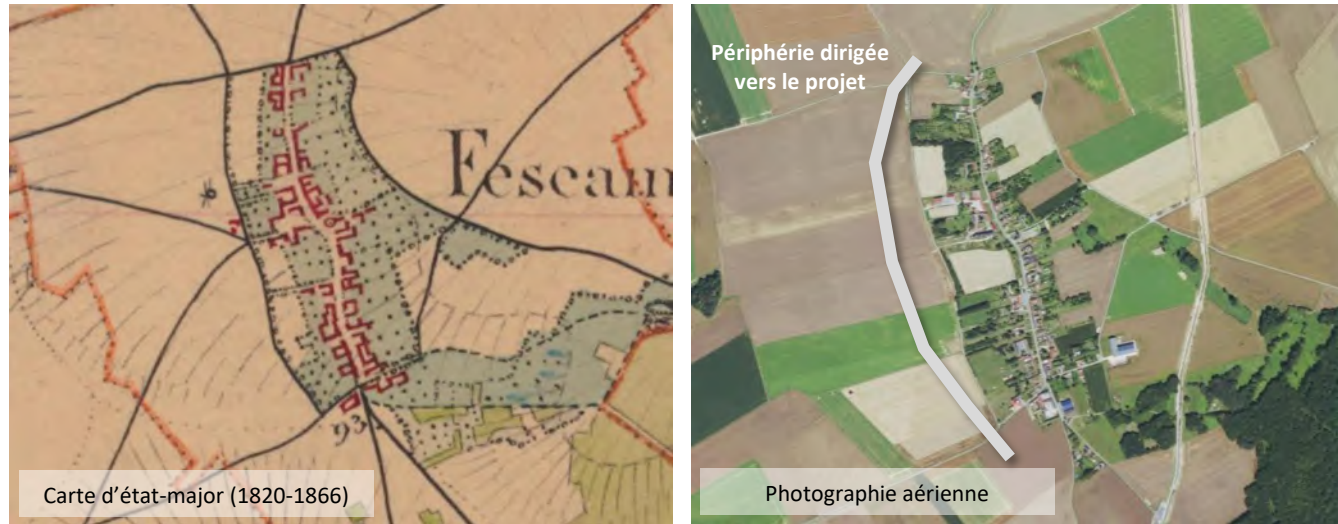 Fescam
93
Carte d'état-major (1820-1866)
Périphérie dirigée
vers le projet
Photographie aérienne